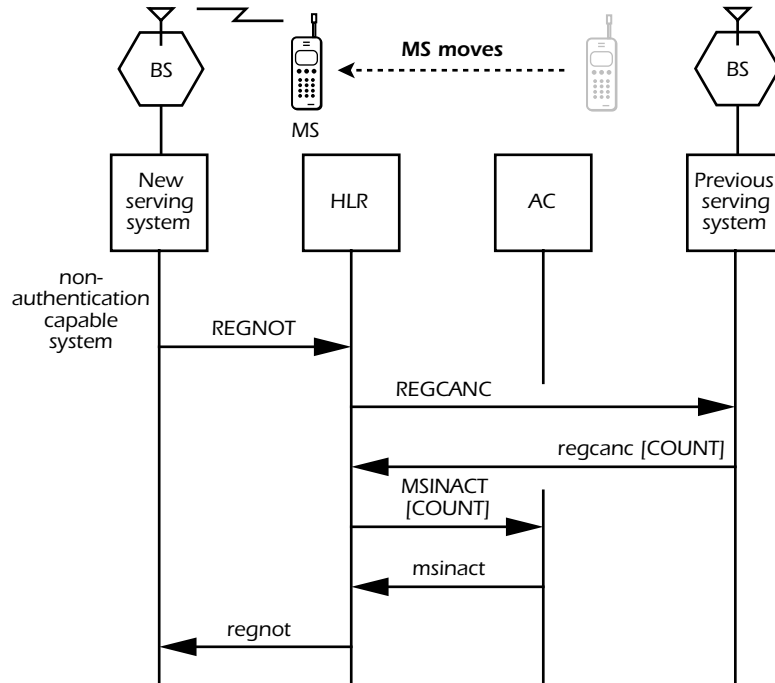 BS
MS moves
BS
MS
New
serving
system
HLR
AC
Previous
serving
system
non-
authentication
capable
system
REGNOT
REGCANC
regcanc [COUNT]
MSINACT
[COUNT]
msinact
regnot